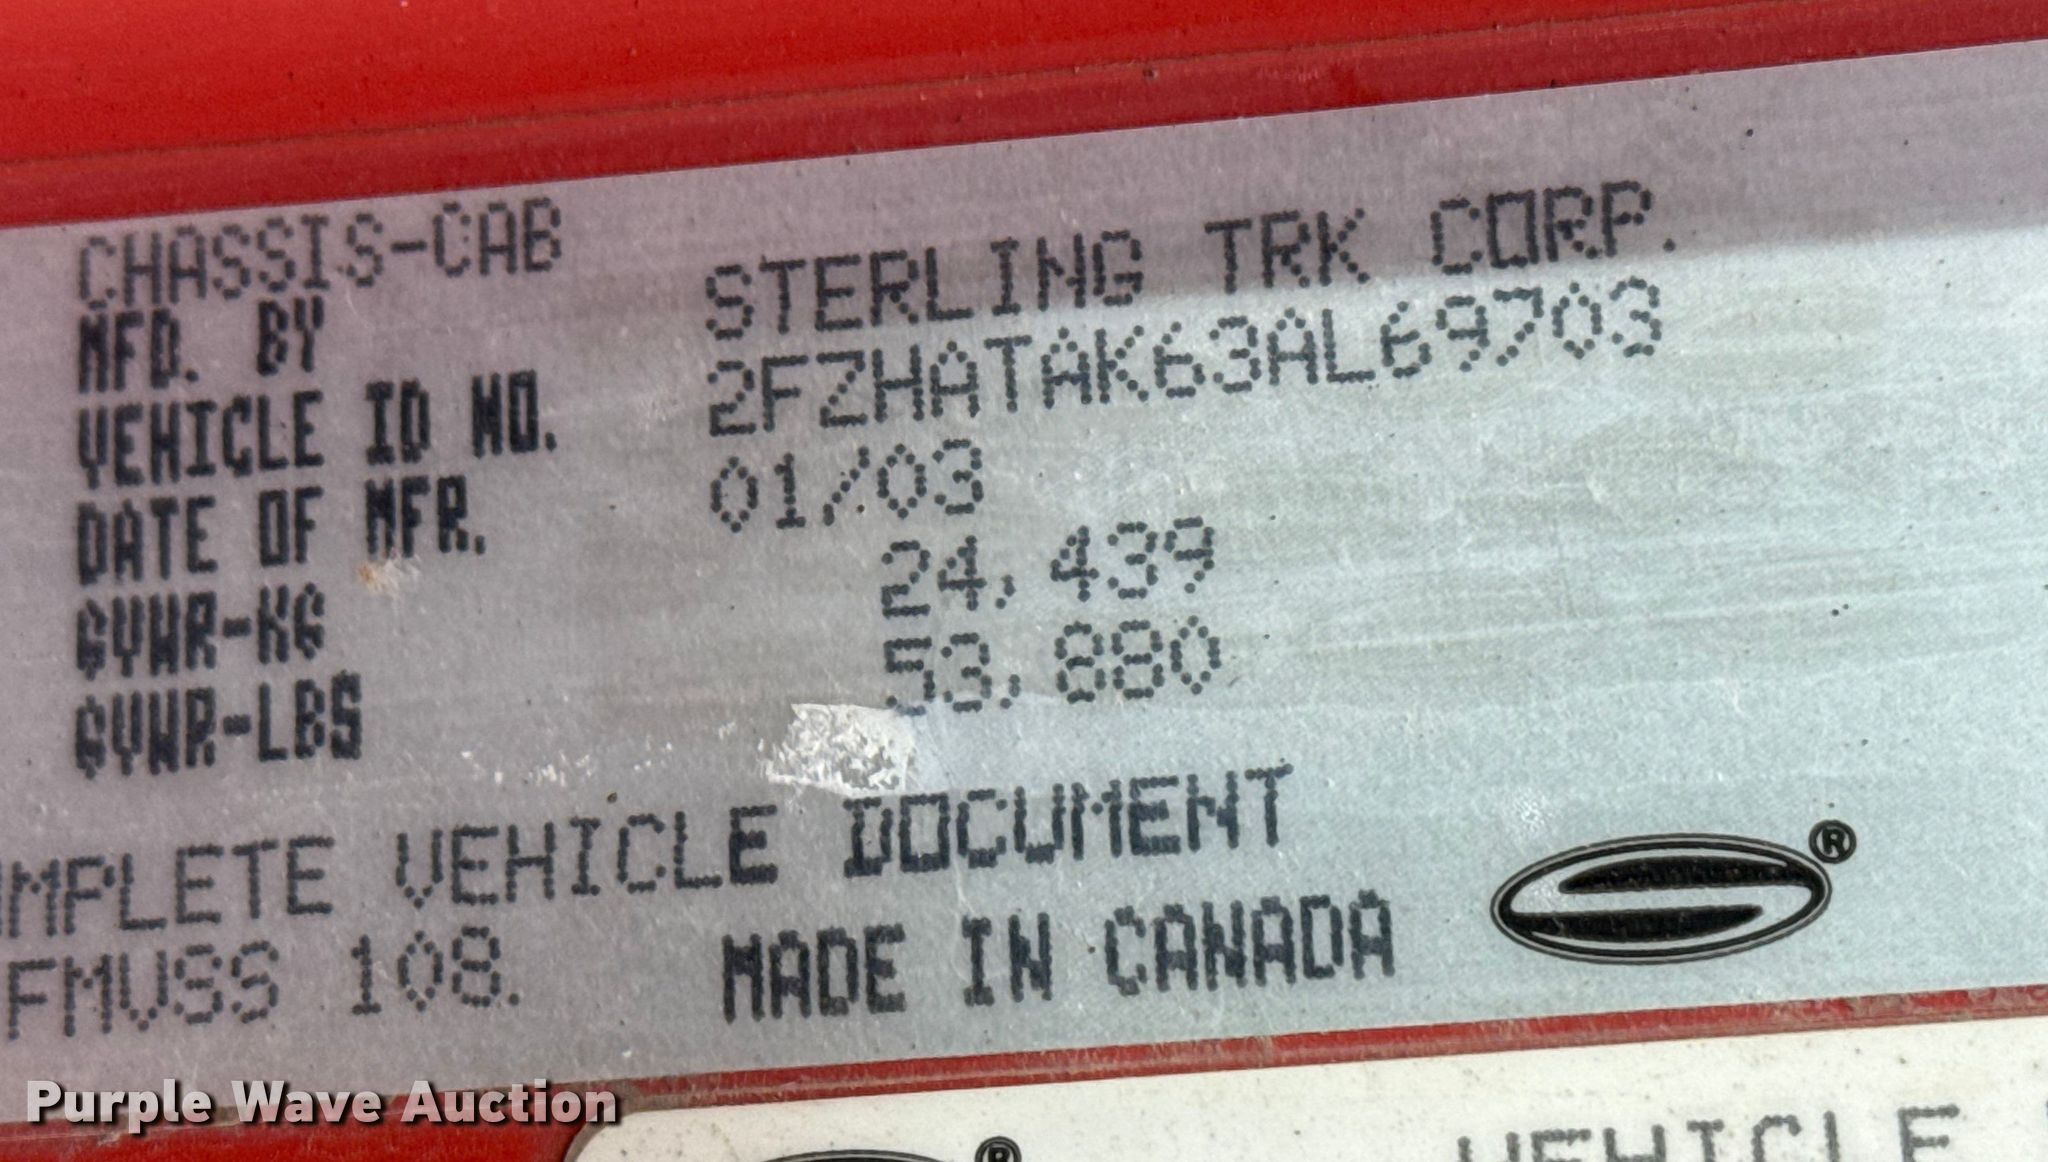 CHASSIS-CAB
MFD. BY STERLING TRK CORP.
VEHICLE ID NO. 2FZHATAK63AL69703
DATE OF MFR. 01/03
GVWR-KG 24,439
GVWR-LBS 53,880
MPLETE VEHICLE DOCUMENT
FMVSS 108. MADE IN CANADA
®
Purple Wave Auction
® VEHICLE